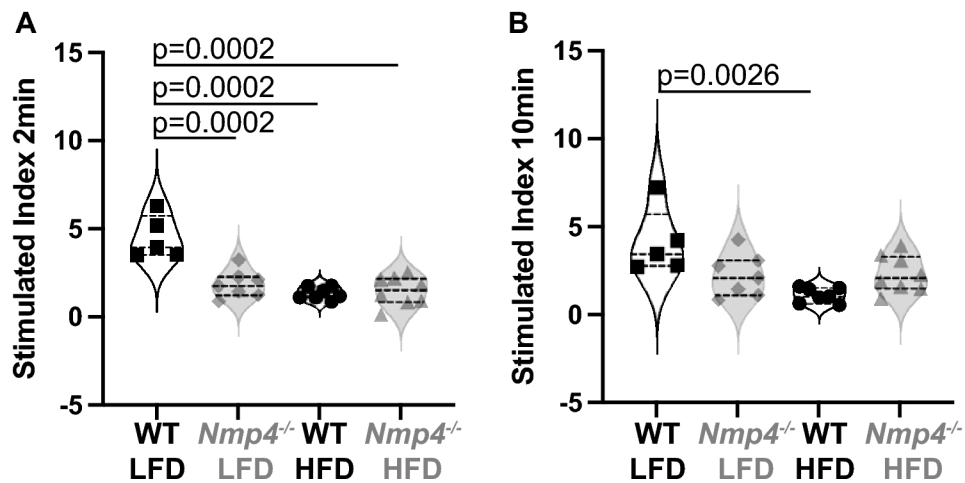 A
Stimulated Index 2min
15
10
5
0
-5
p=0.0002
p=0.0002
p=0.0002
WT Nmp4-/- WT Nmp4-/-
LFD LFD HFD HFD
B
Stimulated Index 10min
15
10
5
0
-5
p=0.0026
WT Nmp4-/- WT Nmp4-/-
LFD LFD HFD HFD